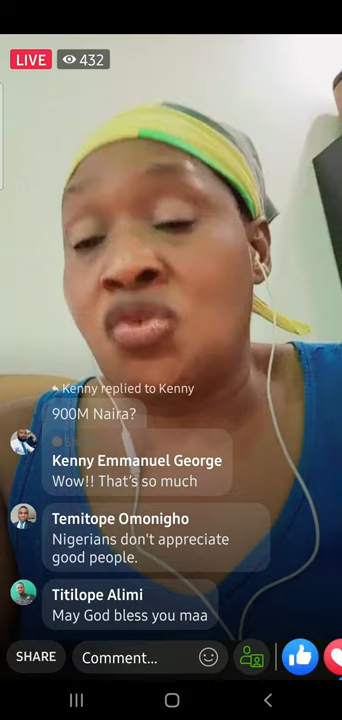 LIVE 432
Kenny replied to Kenny
900M Naira?
Kenny Emmanuel George
Wow!! That's so much
Temitope Omonigho
Nigerians don't appreciate
good people.
Titilope Alimi
May God bless you maa
SHARE Comment...